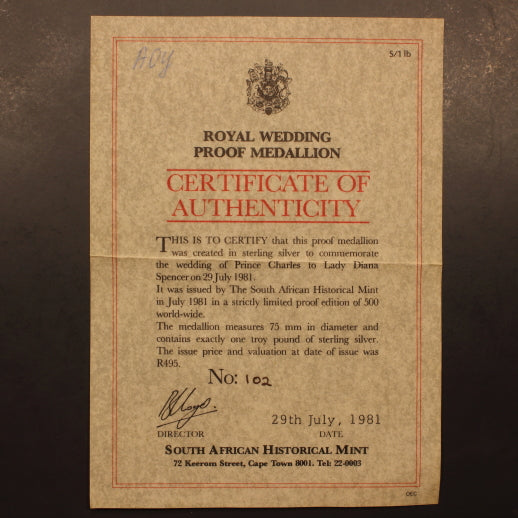 S/1 lb
ROYAL WEDDING
PROOF MEDALLION
CERTIFICATE OF
AUTHENTICITY
THIS IS TO CERTIFY that this proof medallion
was created in sterling silver to commemorate
the wedding of Prince Charles to Lady Diana
Spencer on 29 July 1981.
It was issued by The South African Historical Mint
in July 1981 in a strictly limited proof edition of 500
world-wide.
The medallion measures 75 mm in diameter and
contains exactly one troy pound of sterling silver.
The issue price and valuation at date of issue was
R495.
No: 102
29th July, 1981
DIRECTOR DATE
SOUTH AFRICAN HISTORICAL MINT
72 Keerom Street, Cape Town 8001. Tel: 22-0003